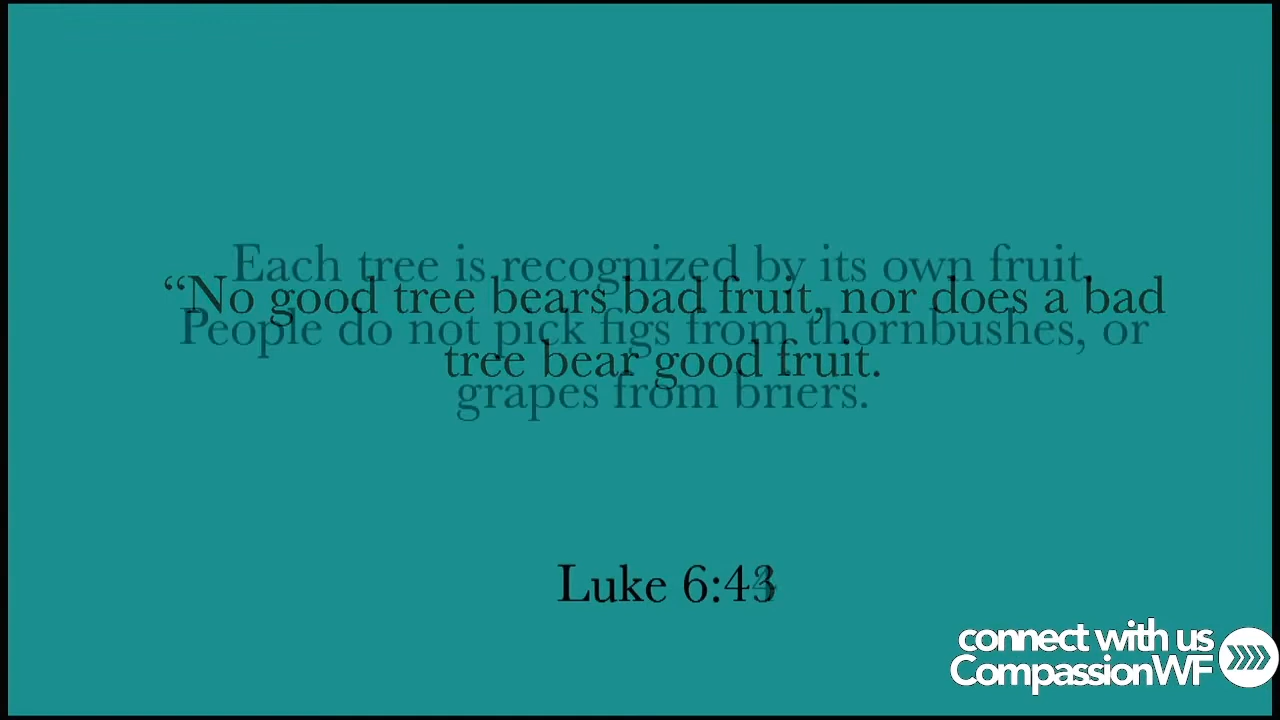 Each tree is recognized by its own fruit.
“No good tree bears bad fruit, nor does a bad
People do not pick figs from thornbushes, or
tree bear good fruit.
grapes from briers.
Luke 6:43
connect with us
CompassionWF